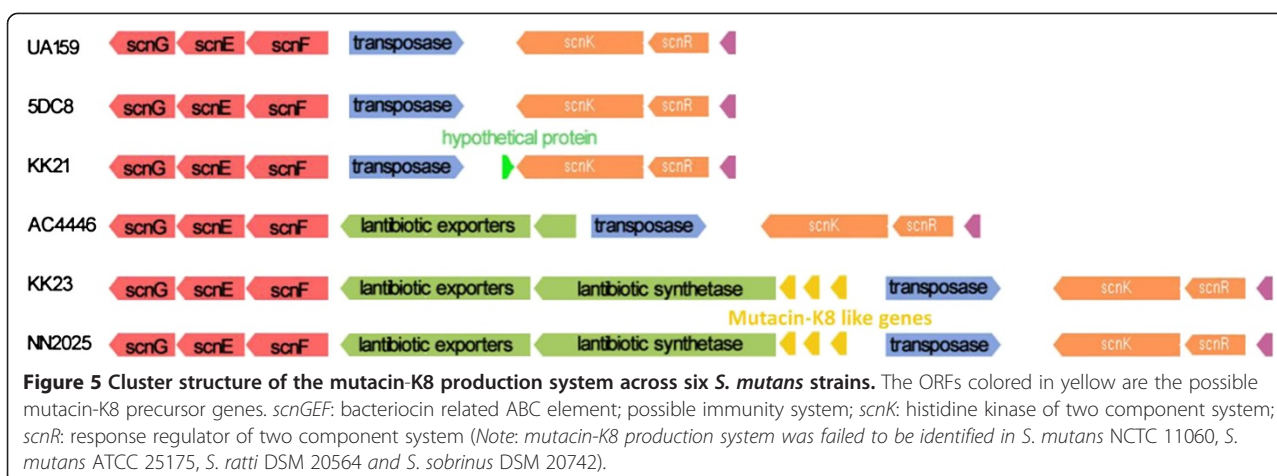 UA159 scnG scnE scnF transposase scnK scnR
5DC8 scnG scnE scnF transposase scnK scnR
hypothetical protein
KK21 scnG scnE scnF transposase scnK scnR
AC4446 scnG scnE scnF lantibiotic exporters transposase scnK scnR
KK23 scnG scnE scnF lantibiotic exporters lantibiotic synthetase transposase scnK scnR
Mutacin-K8 like genes
NN2025 scnG scnE scnF lantibiotic exporters lantibiotic synthetase transposase scnK scnR
Figure 5 Cluster structure of the mutacin-K8 production system across six S. mutans strains. The ORFs colored in yellow are the possible
mutacin-K8 precursor genes. scnGEF: bacteriocin related ABC element; possible immunity system; scnK: histidine kinase of two component system;
scnR: response regulator of two component system (Note: mutacin-K8 production system was failed to be identified in S. mutans NCTC 11060, S.
mutans ATCC 25175, S. ratti DSM 20564 and S. sobrinus DSM 20742).